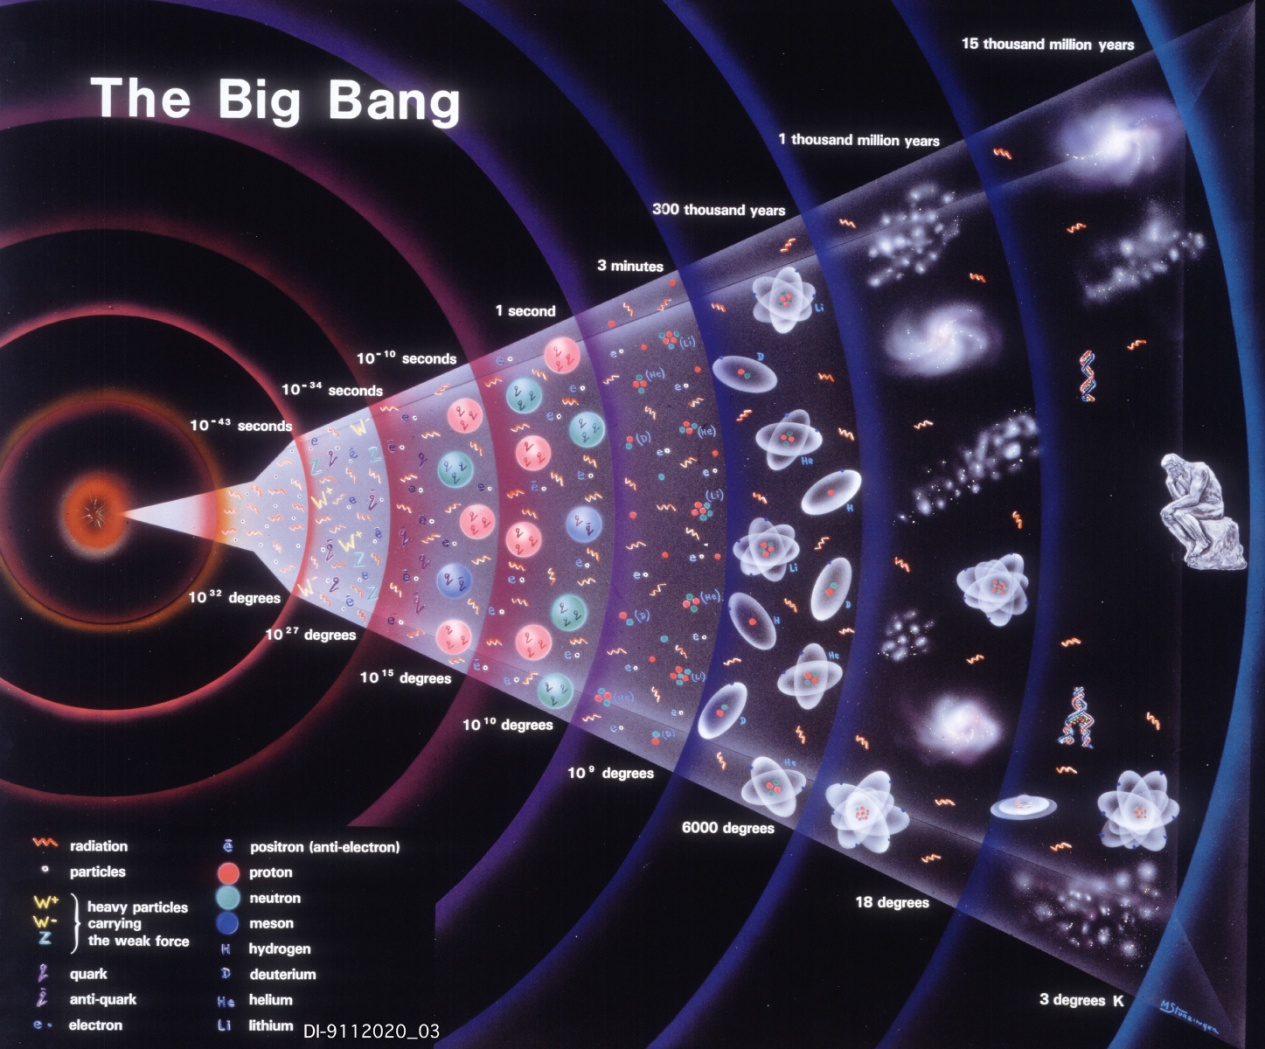 The Big Bang
15 thousand million years
1 thousand million years
300 thousand years
3 minutes
1 second
10⁻¹⁰ seconds
10⁻³⁴ seconds
10⁻⁴³ seconds
10³² degrees
10²⁷ degrees
10¹⁵ degrees
10¹⁰ degrees
10⁹ degrees
6000 degrees
18 degrees
3 degrees K
radiation
particles
W+
W-
Z
heavy particles
carrying
the weak force
q quark
q̄ anti-quark
e- electron
ē positron (anti-electron)
proton
neutron
meson
H hydrogen
D deuterium
He helium
Li lithium
DI-9112020_03